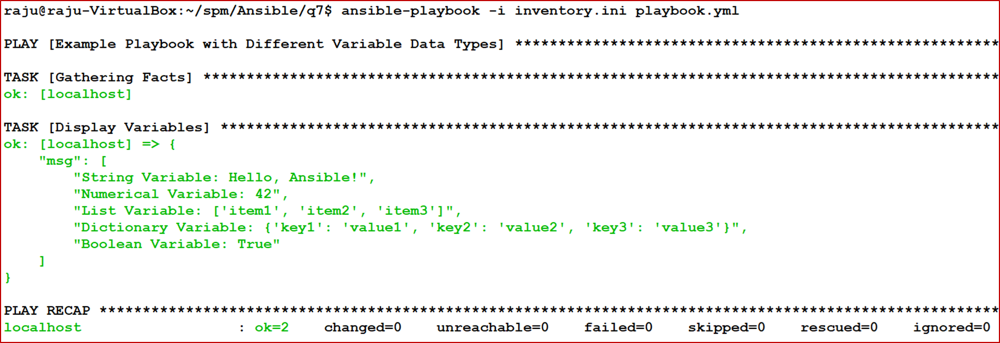 raju@raju-VirtualBox:~/spm/Ansible/q7$ ansible-playbook -i inventory.ini playbook.yml
PLAY [Example Playbook with Different Variable Data Types] ********************************************************
TASK [Gathering Facts] ********************************************************************************************
ok: [localhost]
TASK [Display Variables] ******************************************************************************************
ok: [localhost] => {
    "msg": [
        "String Variable: Hello, Ansible!",
        "Numerical Variable: 42",
        "List Variable: ['item1', 'item2', 'item3']",
        "Dictionary Variable: {'key1': 'value1', 'key2': 'value2', 'key3': 'value3'}",
        "Boolean Variable: True"
    ]
}
PLAY RECAP ********************************************************************************************************
localhost                  : ok=2    changed=0    unreachable=0    failed=0    skipped=0    rescued=0    ignored=0